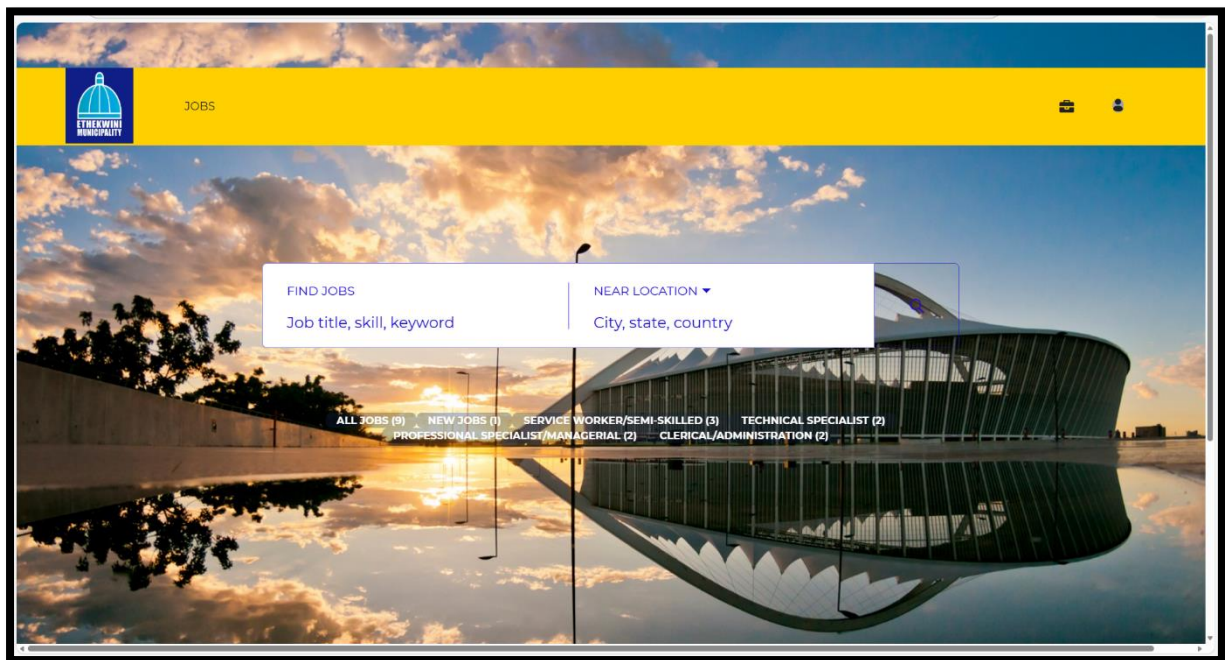 ETHEKWINI
MUNICIPALITY
JOBS
FIND JOBS
Job title, skill, keyword
NEAR LOCATION
City, state, country
ALL JOBS (9) NEW JOBS (1) SERVICE WORKER/SEMI-SKILLED (3) TECHNICAL SPECIALIST (2)
PROFESSIONAL SPECIALIST/MANAGERIAL (2) CLERICAL/ADMINISTRATION (2)